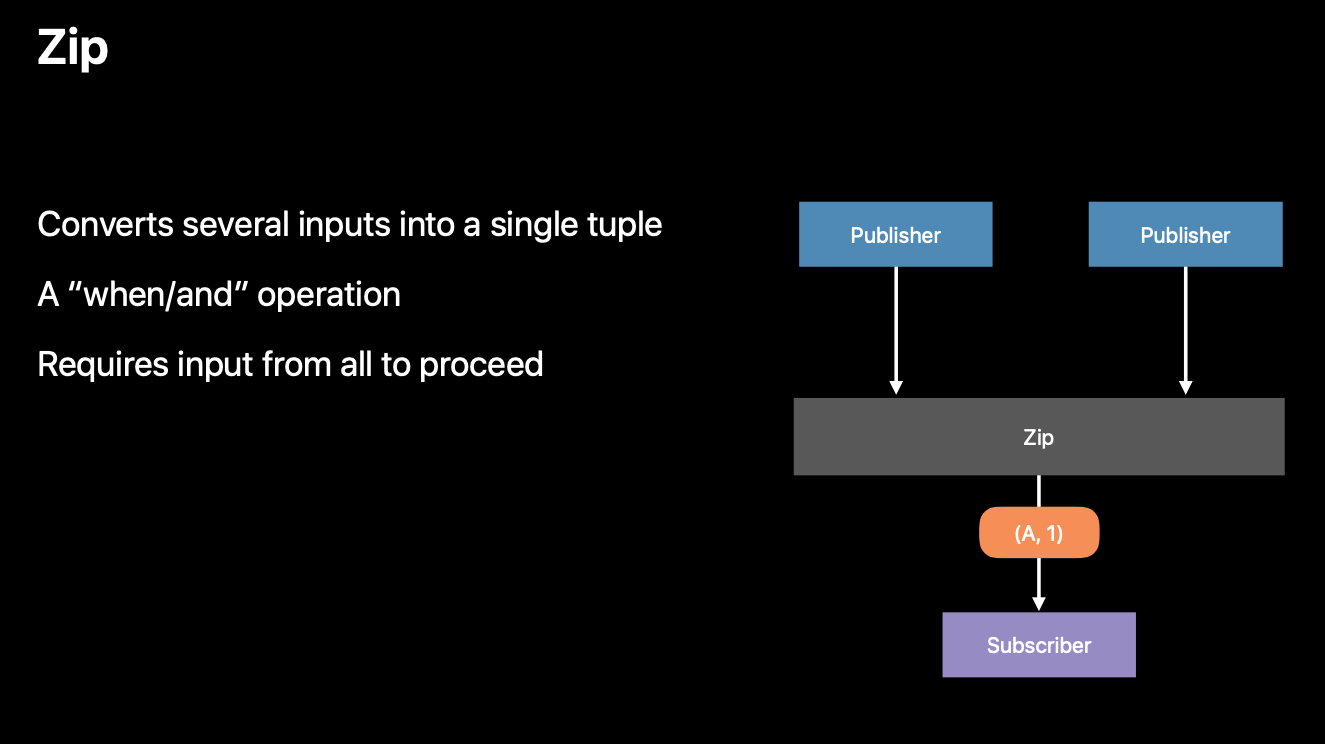 Zip
Converts several inputs into a single tuple
A “when/and” operation
Requires input from all to proceed
Publisher
Publisher
Zip
(A, 1)
Subscriber